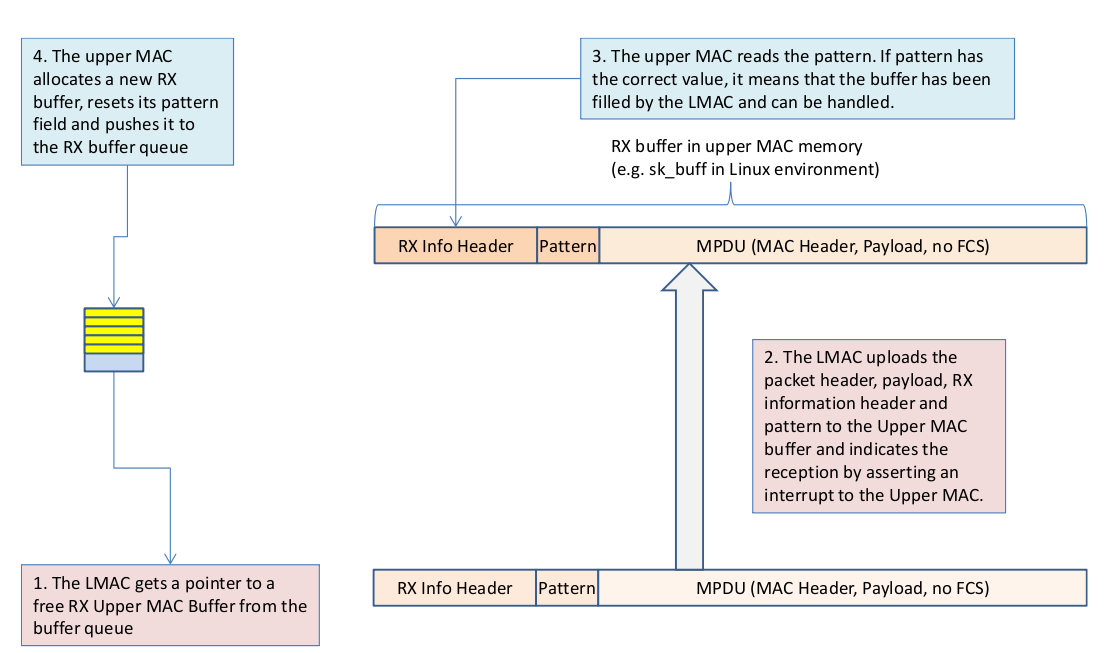 4. The upper MAC
allocates a new RX
buffer, resets its pattern
field and pushes it to
the RX buffer queue
3. The upper MAC reads the pattern. If pattern has
the correct value, it means that the buffer has been
filled by the LMAC and can be handled.
RX buffer in upper MAC memory
(e.g. sk_buff in Linux environment)
RX Info Header Pattern MPDU (MAC Header, Payload, no FCS)
2. The LMAC uploads the
packet header, payload, RX
information header and
pattern to the Upper MAC
buffer and indicates the
reception by asserting an
interrupt to the Upper MAC.
1. The LMAC gets a pointer to a
free RX Upper MAC Buffer from the
buffer queue
RX Info Header Pattern MPDU (MAC Header, Payload, no FCS)